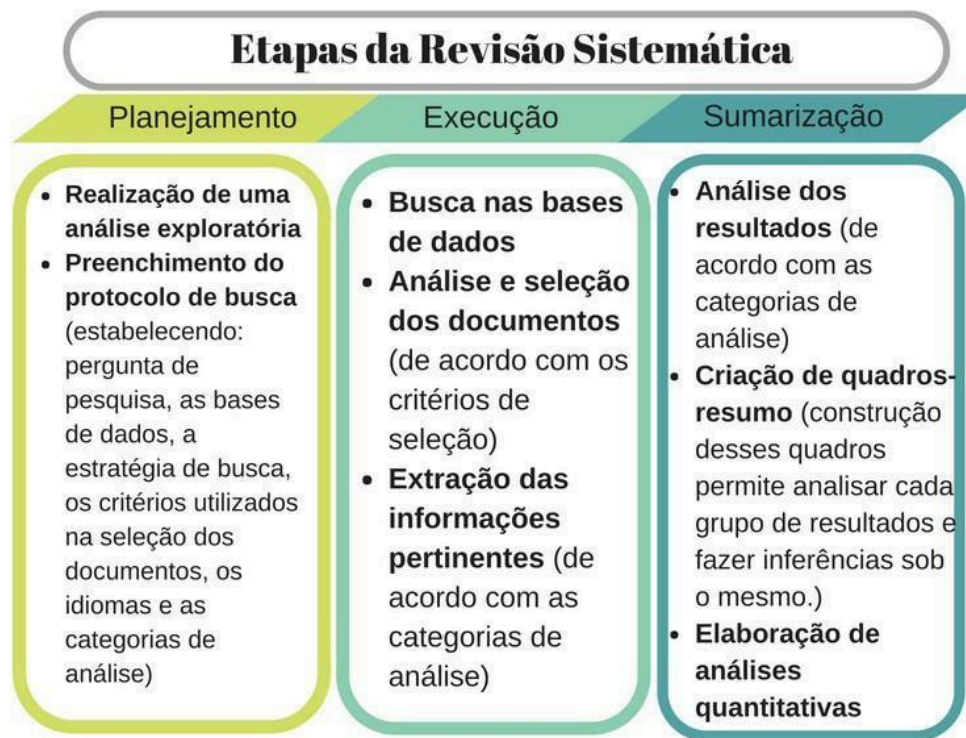 Etapas da Revisão Sistemática
Planejamento
Execução
Sumarização
• Realização de uma
análise exploratória
• Preenchimento do
protocolo de busca
(estabelecendo:
pergunta de
pesquisa, as bases
de dados, a
estratégia de busca,
os critérios utilizados
na seleção dos
documentos, os
idiomas e as
categorias de
análise)
• Busca nas bases
de dados
• Análise e seleção
dos documentos
(de acordo com os
critérios de
seleção)
• Extração das
informações
pertinentes (de
acordo com as
categorias de
análise)
• Análise dos
resultados (de
acordo com as
categorias de
análise)
• Criação de quadros-
resumo (construção
desses quadros
permite analisar cada
grupo de resultados e
fazer inferências sob
o mesmo.)
• Elaboração de
análises
quantitativas